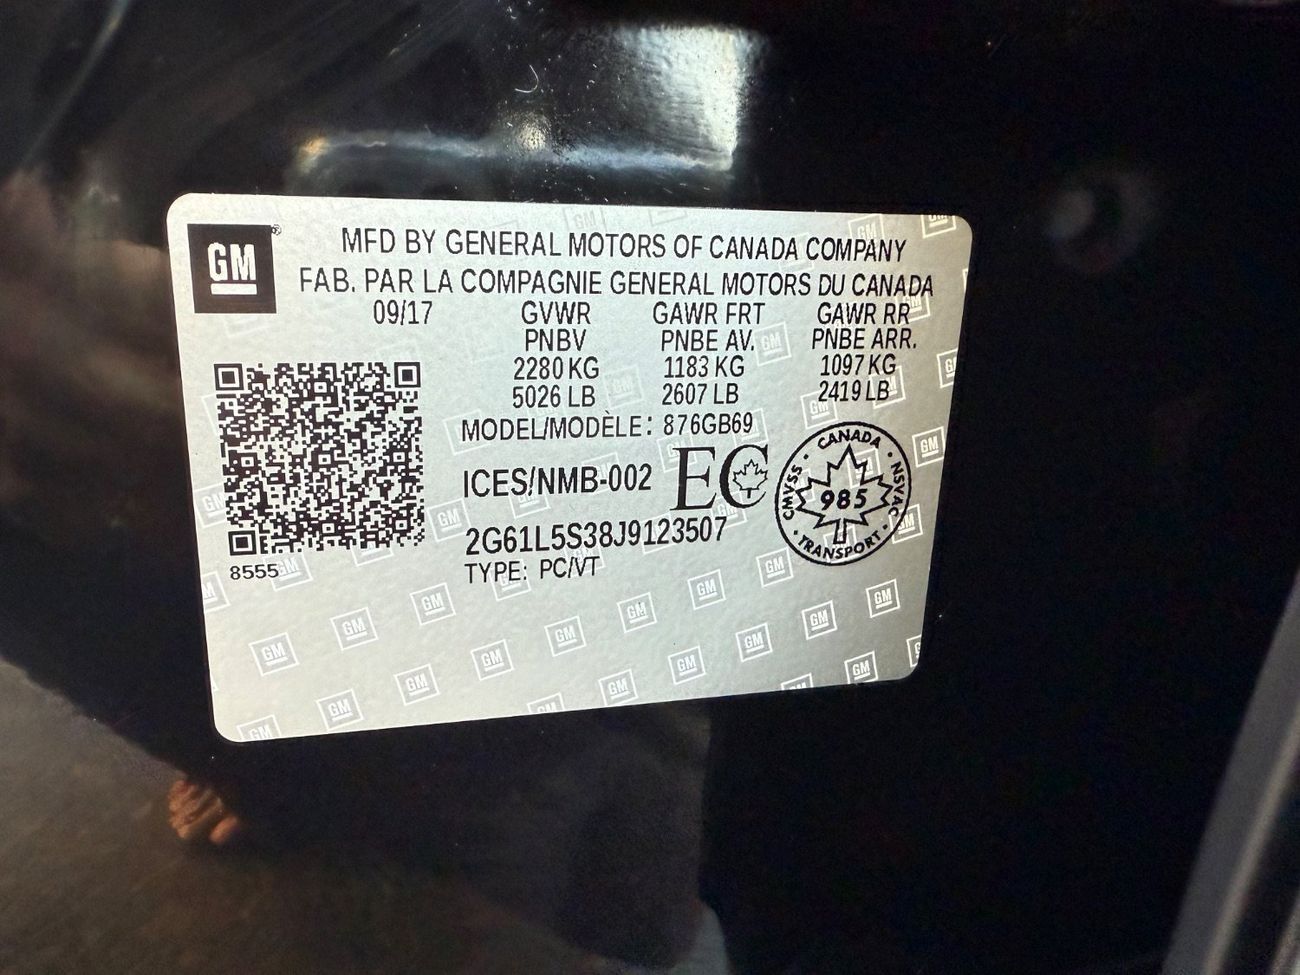 GM®
MFD BY GENERAL MOTORS OF CANADA COMPANY
FAB. PAR LA COMPAGNIE GENERAL MOTORS DU CANADA
09/17 GVWR GAWR FRT GAWR RR
PNBV PNBE AV. PNBE ARR.
2280 KG 1183 KG 1097 KG
5026 LB 2607 LB 2419 LB
MODEL/MODÈLE: 876GB69
ICES/NMB-002 EC
CANADA
CMVSS 985 NSVAC
TRANSPORT
2G61L5S38J9123507
TYPE: PC/VT
8555